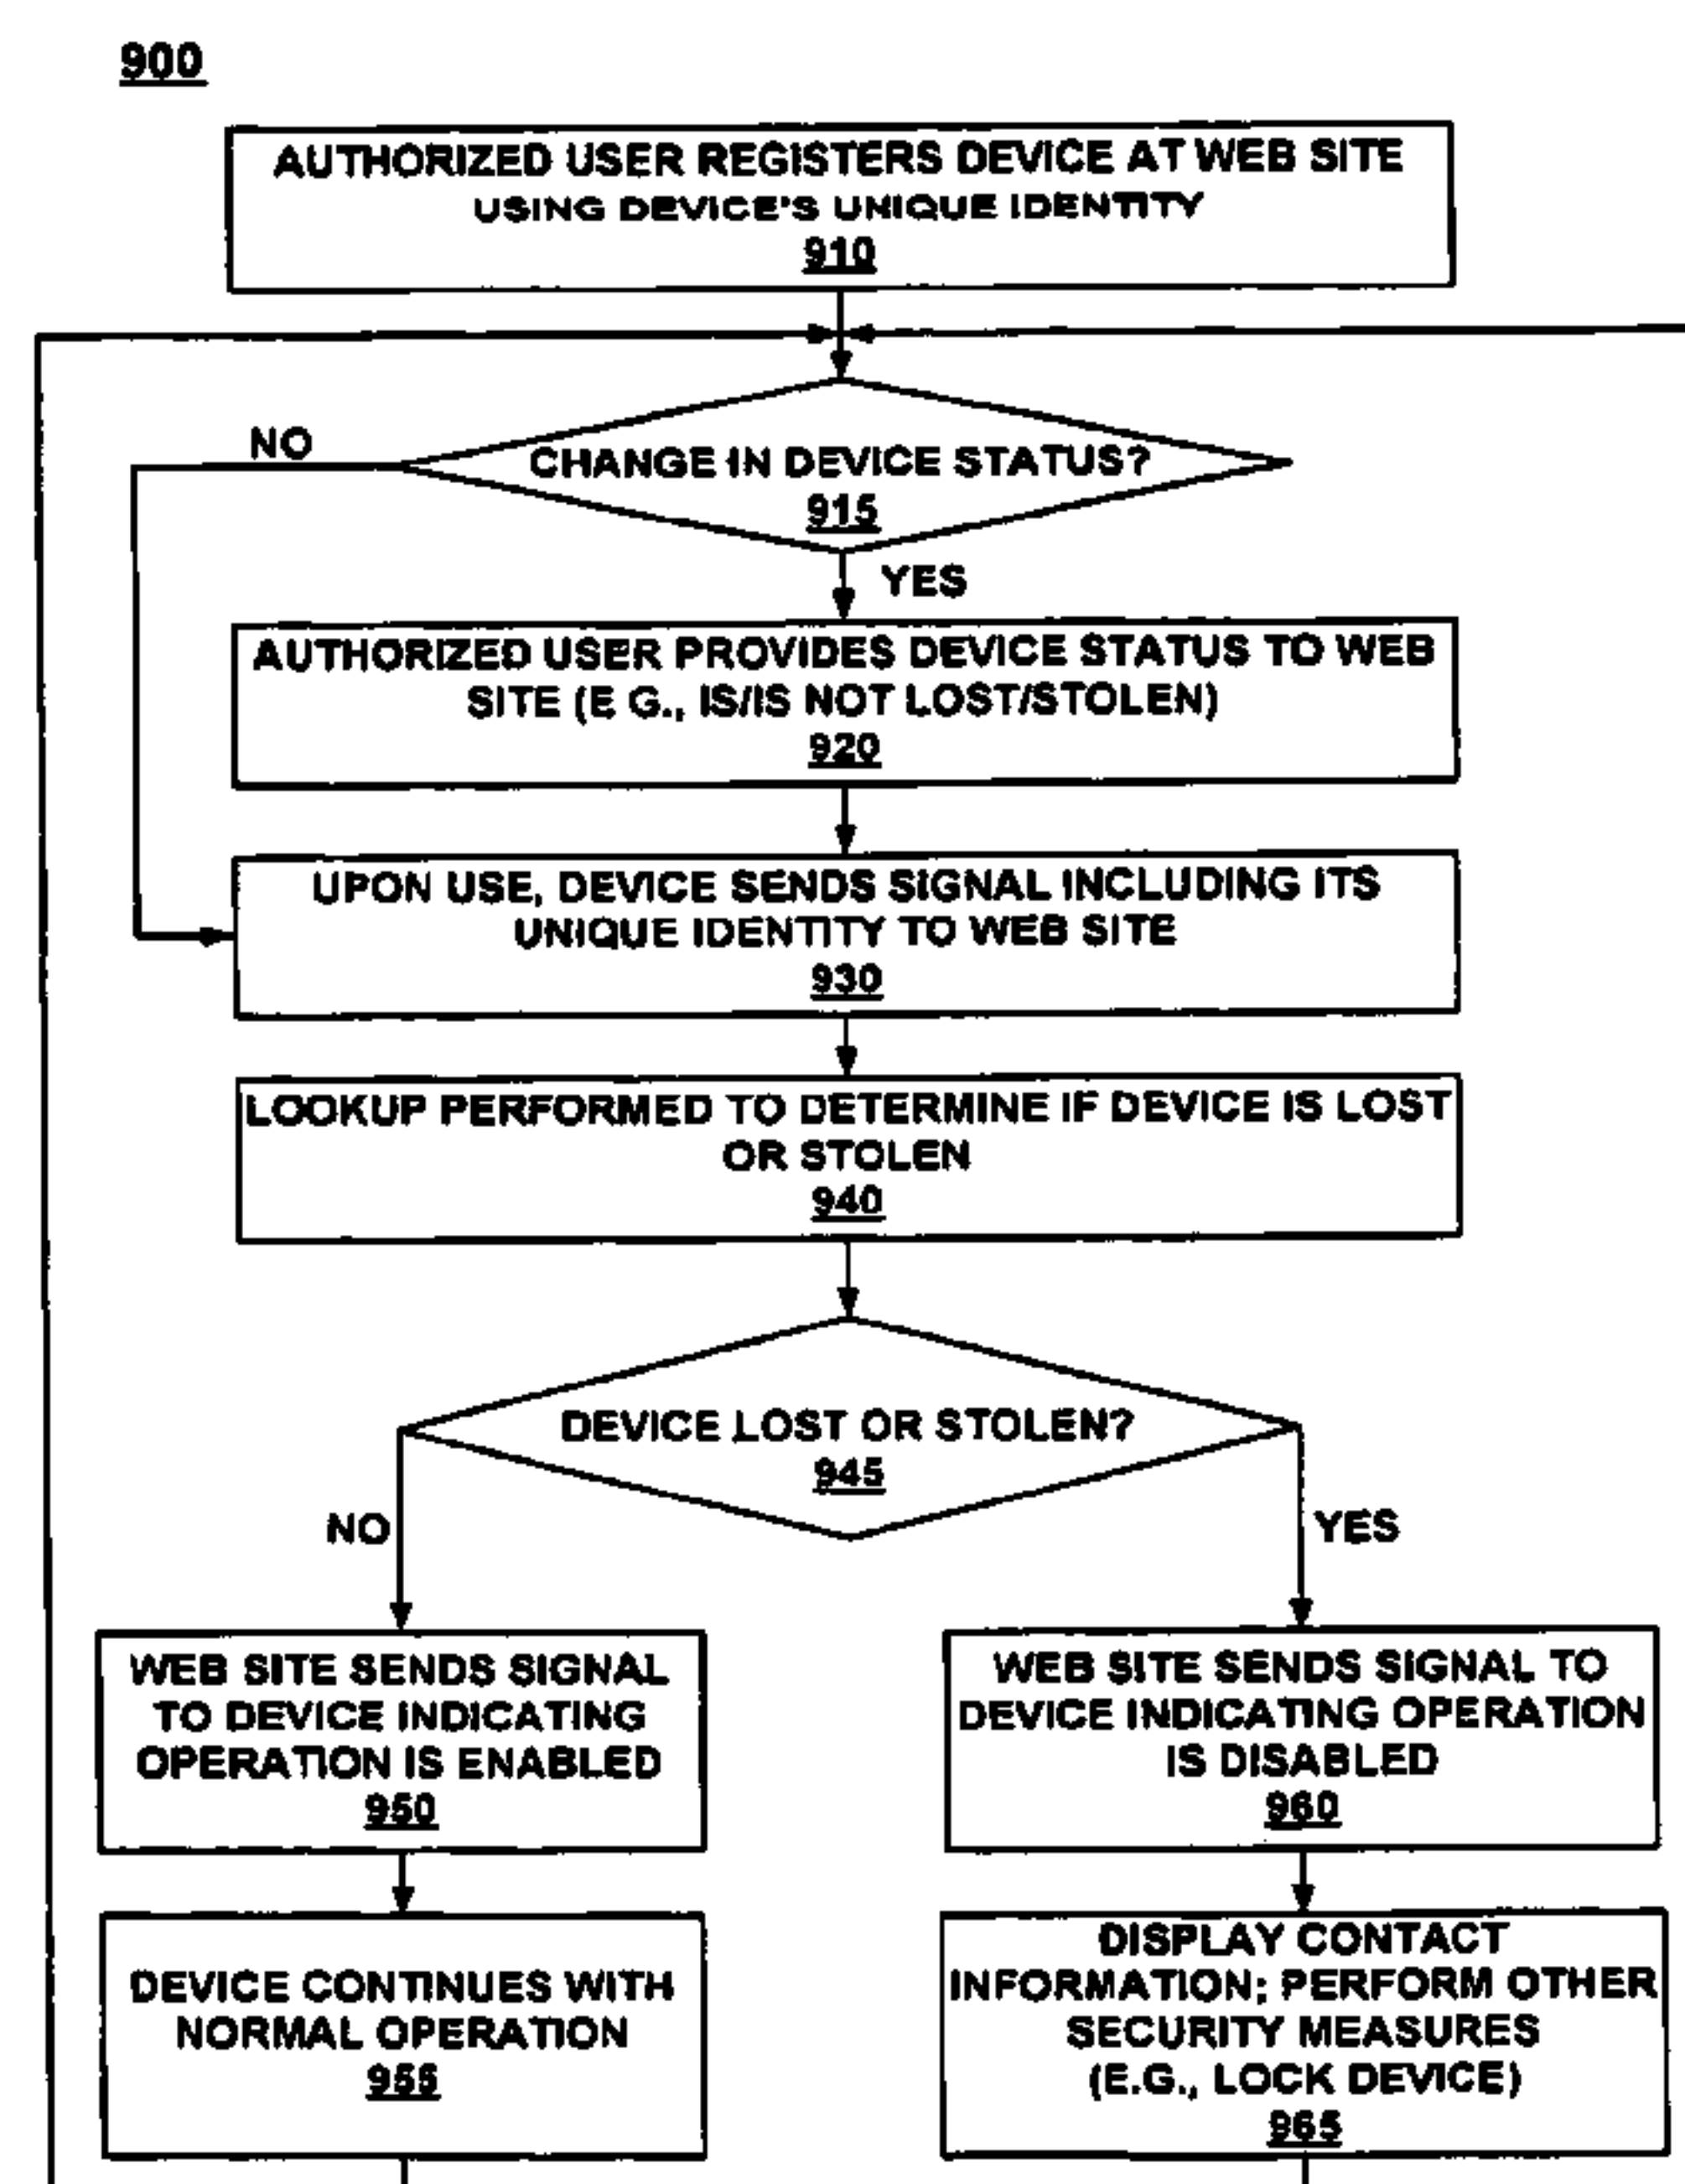 900
AUTHORIZED USER REGISTERS DEVICE AT WEB SITE
USING DEVICE'S UNIQUE IDENTITY
910
NO
CHANGE IN DEVICE STATUS?
915
YES
AUTHORIZED USER PROVIDES DEVICE STATUS TO WEB
SITE (E G., IS/IS NOT LOST/STOLEN)
920
UPON USE, DEVICE SENDS SIGNAL INCLUDING ITS
UNIQUE IDENTITY TO WEB SITE
930
LOOKUP PERFORMED TO DETERMINE IF DEVICE IS LOST
OR STOLEN
940
DEVICE LOST OR STOLEN?
945
NO
YES
WEB SITE SENDS SIGNAL
TO DEVICE INDICATING
OPERATION IS ENABLED
950
WEB SITE SENDS SIGNAL TO
DEVICE INDICATING OPERATION
IS DISABLED
960
DEVICE CONTINUES WITH
NORMAL OPERATION
955
DISPLAY CONTACT
INFORMATION; PERFORM OTHER
SECURITY MEASURES
(E.G., LOCK DEVICE)
965